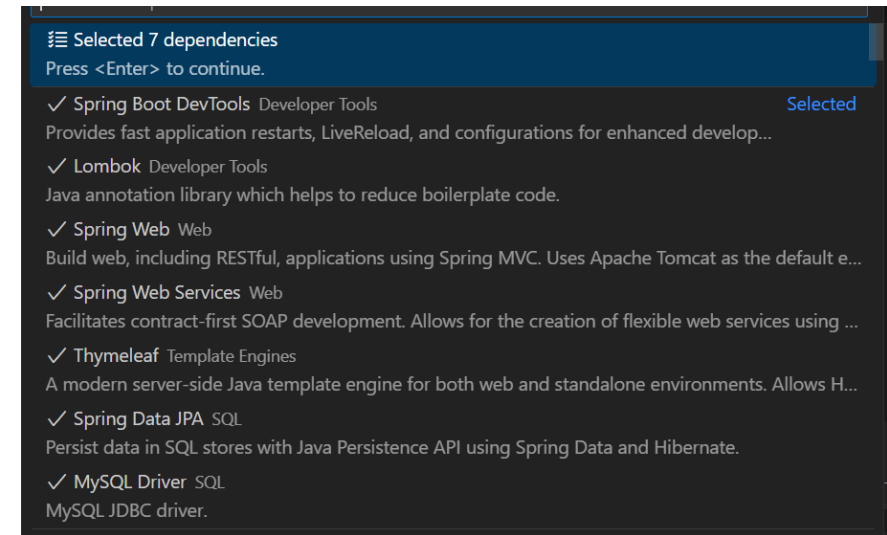 Selected 7 dependencies
Press <Enter> to continue.
Spring Boot DevTools Developer Tools Selected
Provides fast application restarts, LiveReload, and configurations for enhanced develop...
Lombok Developer Tools
Java annotation library which helps to reduce boilerplate code.
Spring Web Web
Build web, including RESTful, applications using Spring MVC. Uses Apache Tomcat as the default e...
Spring Web Services Web
Facilitates contract-first SOAP development. Allows for the creation of flexible web services using ...
Thymeleaf Template Engines
A modern server-side Java template engine for both web and standalone environments. Allows H...
Spring Data JPA SQL
Persist data in SQL stores with Java Persistence API using Spring Data and Hibernate.
MySQL Driver SQL
MySQL JDBC driver.